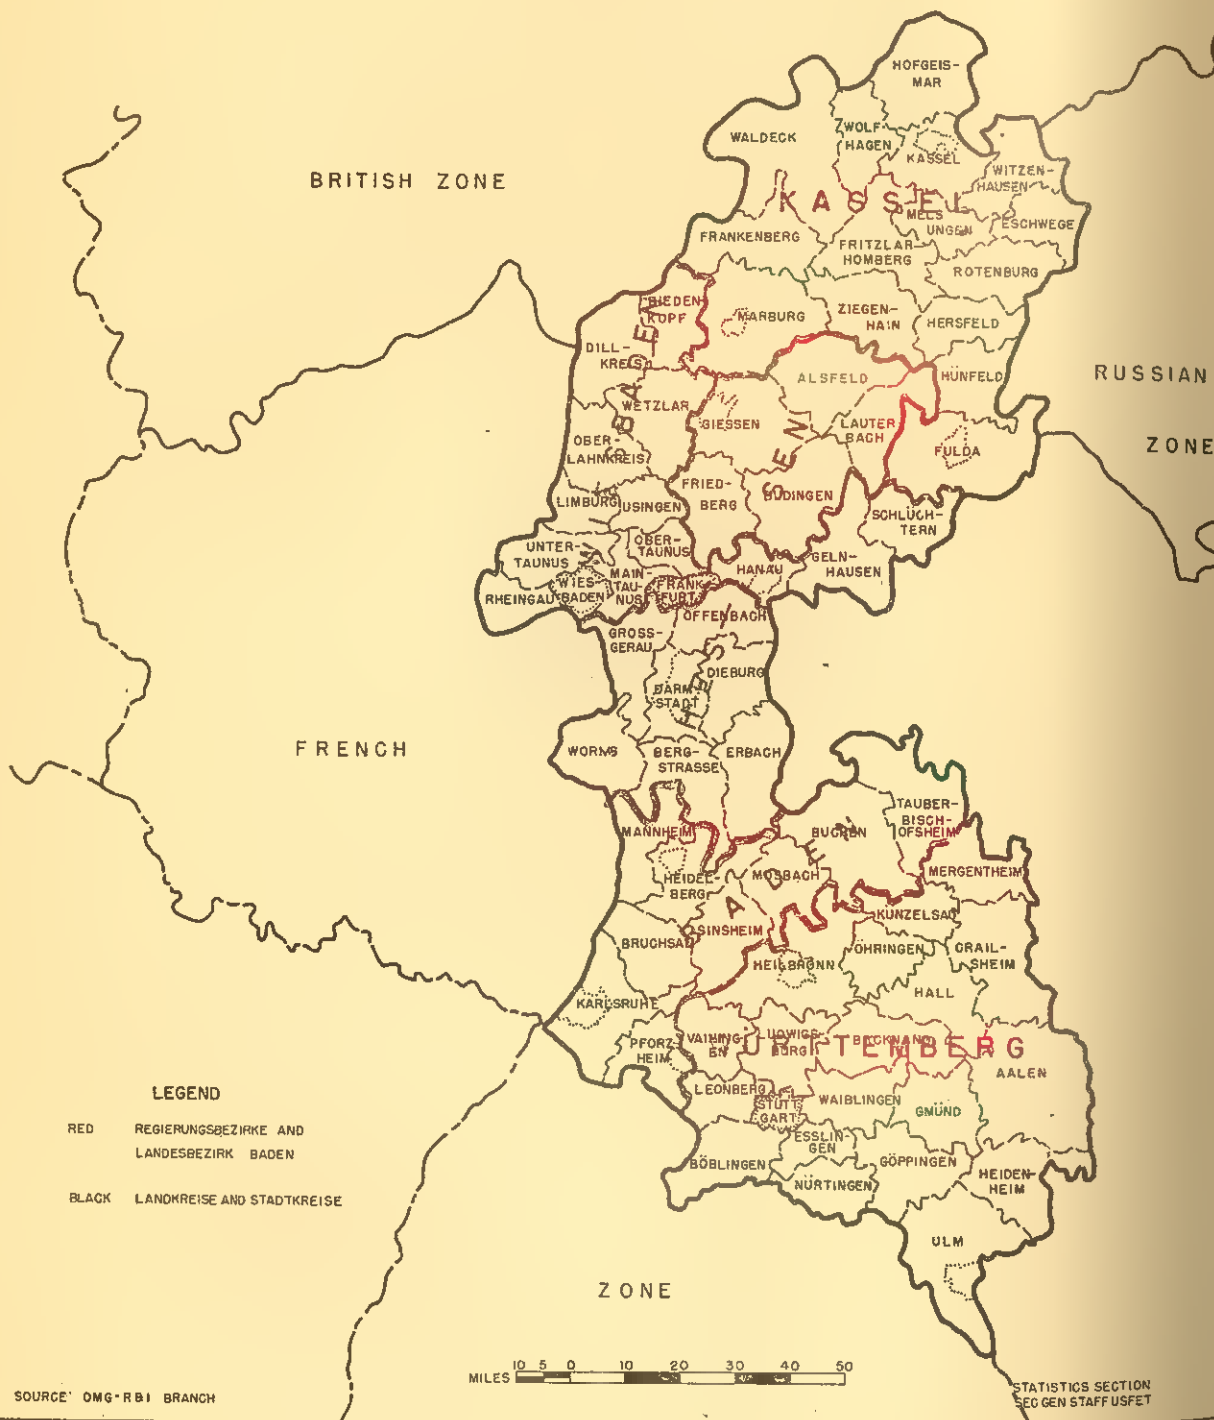 HOFGEIS-
MAR
WALDECK
ZWOLF-
HAGEN
KASSEL
BRITISH ZONE
WITZEN-
HAUSEN
KASSEL
MELS
UNGEN
ESCHWEGE
FRANKENBERG
FRITZLAR
HOMBERG
ROTENBURG
BIEDEN
KOPF
MARBURG
ZIEGEN-
HAIN
HERSFELD
DILL-
KREIS
ALSFELD
HÜNFELD
RUSSIAN
ZONE
WETZLAR
GIESSEN
LAUTER
BACH
FULDA
OBER-
LAHNKREIS
LIMBURG
USINGEN
FRIED-
BERG
BUDINGEN
SCHLÜCH-
TERN
UNTER-
TAUNUS
OBER-
TAUNUS
HANAU
GELN-
HAUSEN
RHEINGAU
WIES-
BADEN
MAIN-
TAU-
NUS
FRANK
FURT
OFFENBACH
WIESBADEN
HESSEN
GROSS-
GERAU
DIEBURG
DARM-
STADT
FRENCH
WORMS
BERG-
STRASSE
ERBACH
MANNHEIM
BUCHEN
TAUBER-
BISCH-
OFSHEIM
MERGENTHEIM
HEIDEL-
BERG
MOSBACH
BADEN
KUNZELSAU
SINSHEIM
BRUCHSAL
HEILBRONN
ÖHRINGEN
CRAIL-
SHEIM
HALL
KARLSRUHE
PFORZ-
HEIM
VAIHING-
EN
LUDWIGS-
BURG
BACKNANG
WÜRTTEMBERG
AALEN
LEONBERG
STUTT
GART
WAIBLINGEN
GMÜND
ESSLIN-
GEN
BÖBLINGEN
NÜRTINGEN
GÖPPINGEN
HEIDEN-
HEIM
ULM
ZONE
LEGEND
RED REGIERUNGSBEZIRKE AND
LANDESBEZIRK BADEN
BLACK LANDKREISE AND STADTKREISE
MILES 10 5 0 10 20 30 40 50
SOURCE' OMG-RBI BRANCH
STATISTICS SECTION
SEC GEN STAFF USFET